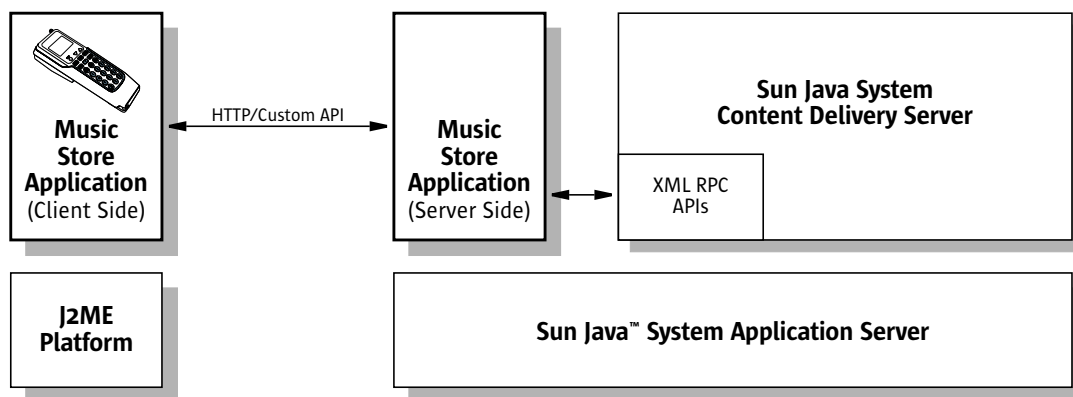 Music
Store
Application
(Client Side)
HTTP/Custom API
Music
Store
Application
(Server Side)
Sun Java System
Content Delivery Server
XML RPC
APIs
J2ME
Platform
Sun Java™ System Application Server